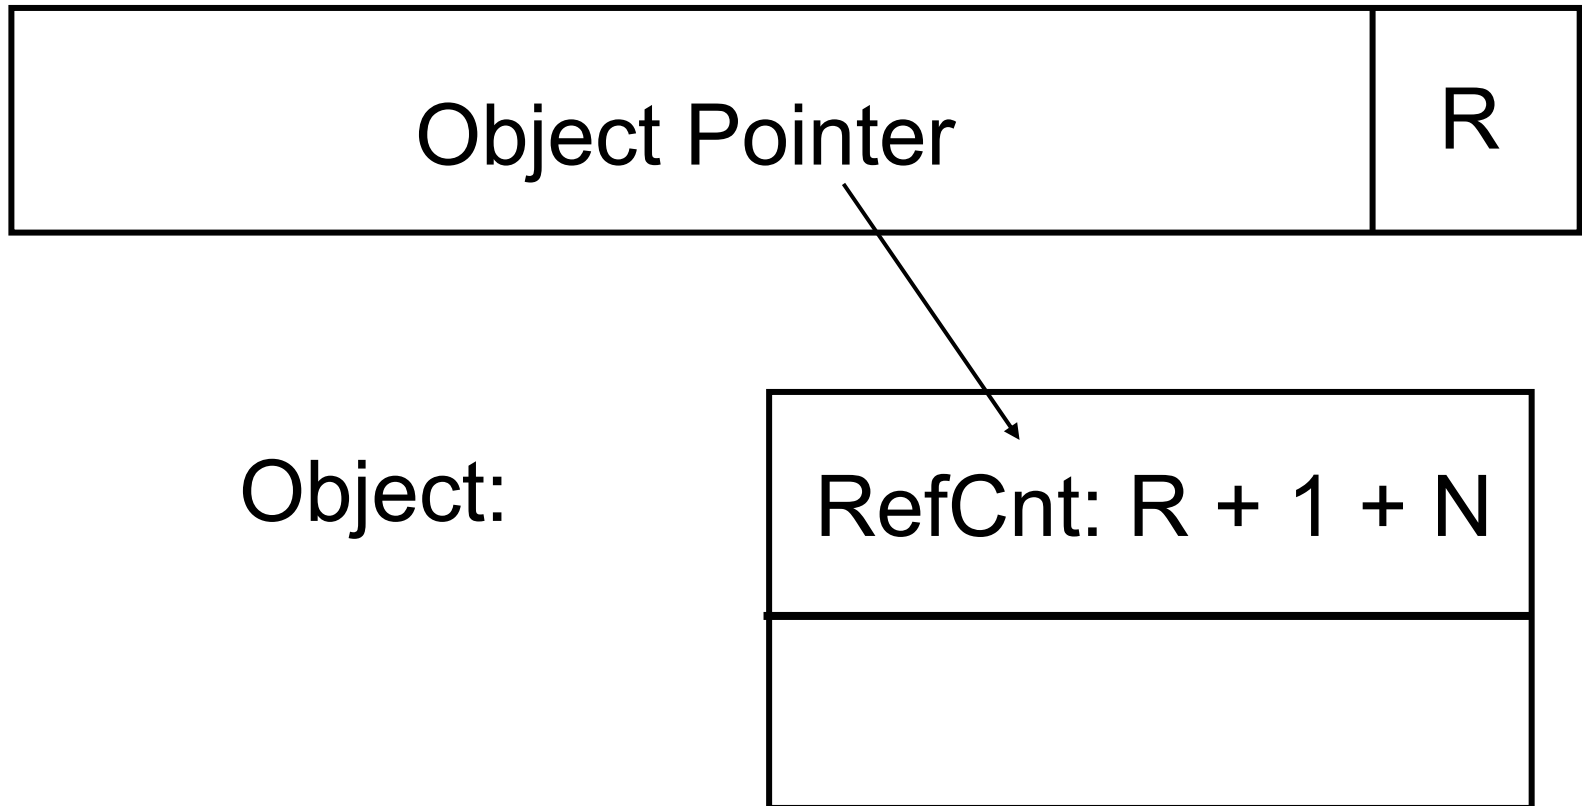 Object Pointer
R
Object:
RefCnt: R + 1 + N